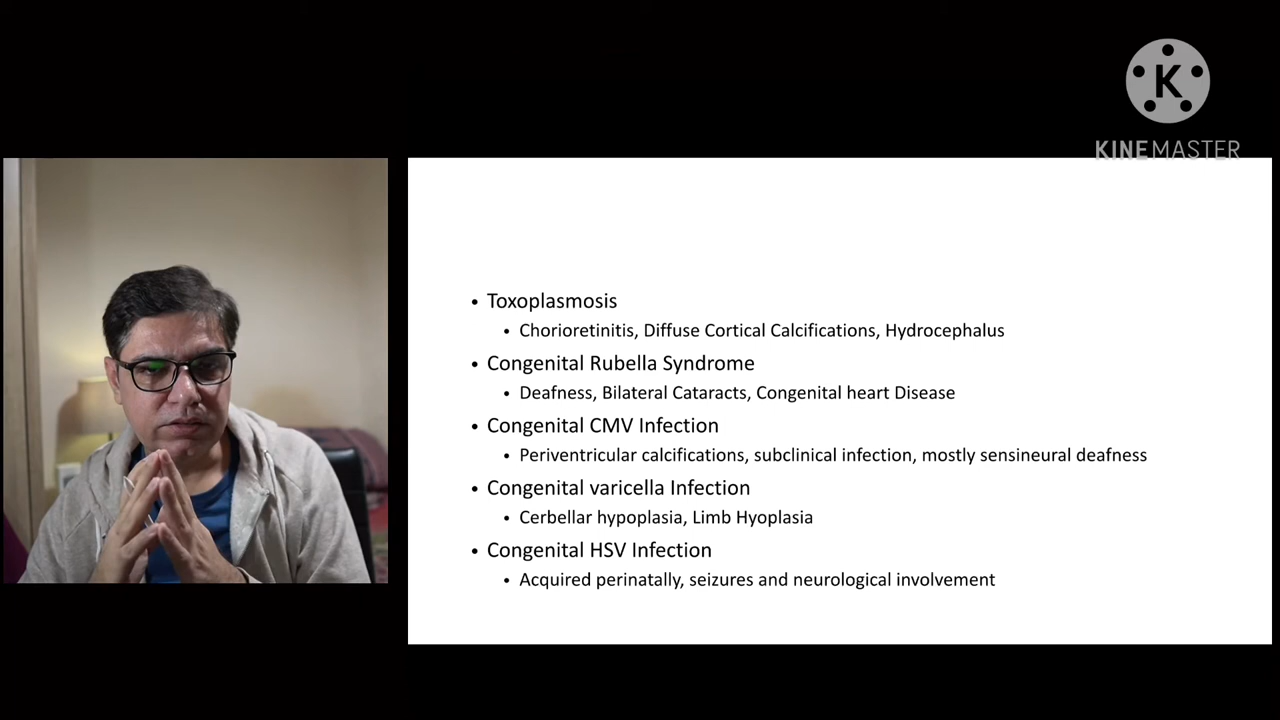 K
KINEMASTER
• Toxoplasmosis
• Chorioretinitis, Diffuse Cortical Calcifications, Hydrocephalus
• Congenital Rubella Syndrome
• Deafness, Bilateral Cataracts, Congenital heart Disease
• Congenital CMV Infection
• Periventricular calcifications, subclinical infection, mostly sensineural deafness
• Congenital varicella Infection
• Cerbellar hypoplasia, Limb Hyoplasia
• Congenital HSV Infection
• Acquired perinatally, seizures and neurological involvement